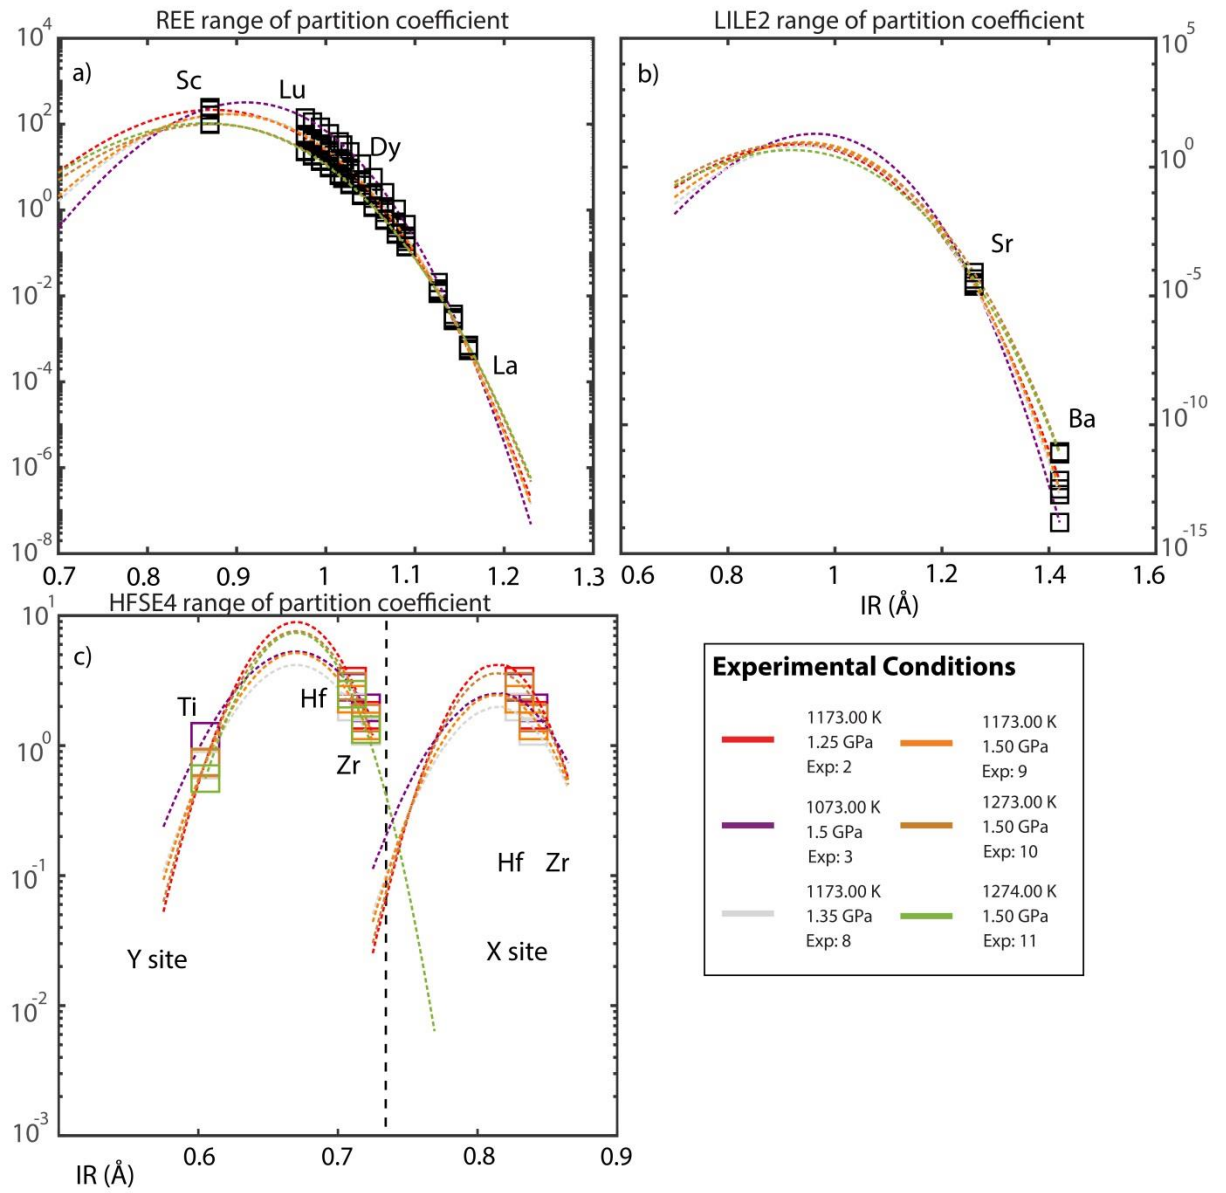 REE range of partition coefficient
LILE2 range of partition coefficient
10^4
10^2
10^0
10^-2
10^-4
10^-6
10^-8
a)
Sc
Lu
Dy
La
0.7
0.8
0.9
1
1.1
1.2
1.3
b)
Sr
Ba
10^5
10^0
10^-5
10^-10
10^-15
0.6
0.8
1.0
1.2
1.4
1.6
IR (Å)
HFSE4 range of partition coefficient
10^1
10^0
10^-1
10^-2
10^-3
c)
Ti
Hf
Zr
Hf
Zr
Y site
X site
0.6
0.7
0.8
0.9
IR (Å)
Experimental Conditions
1173.00 K
1.25 GPa
Exp: 2
1073.00 K
1.5 GPa
Exp: 3
1173.00 K
1.35 GPa
Exp: 8
1173.00 K
1.50 GPa
Exp: 9
1273.00 K
1.50 GPa
Exp: 10
1274.00 K
1.50 GPa
Exp: 11